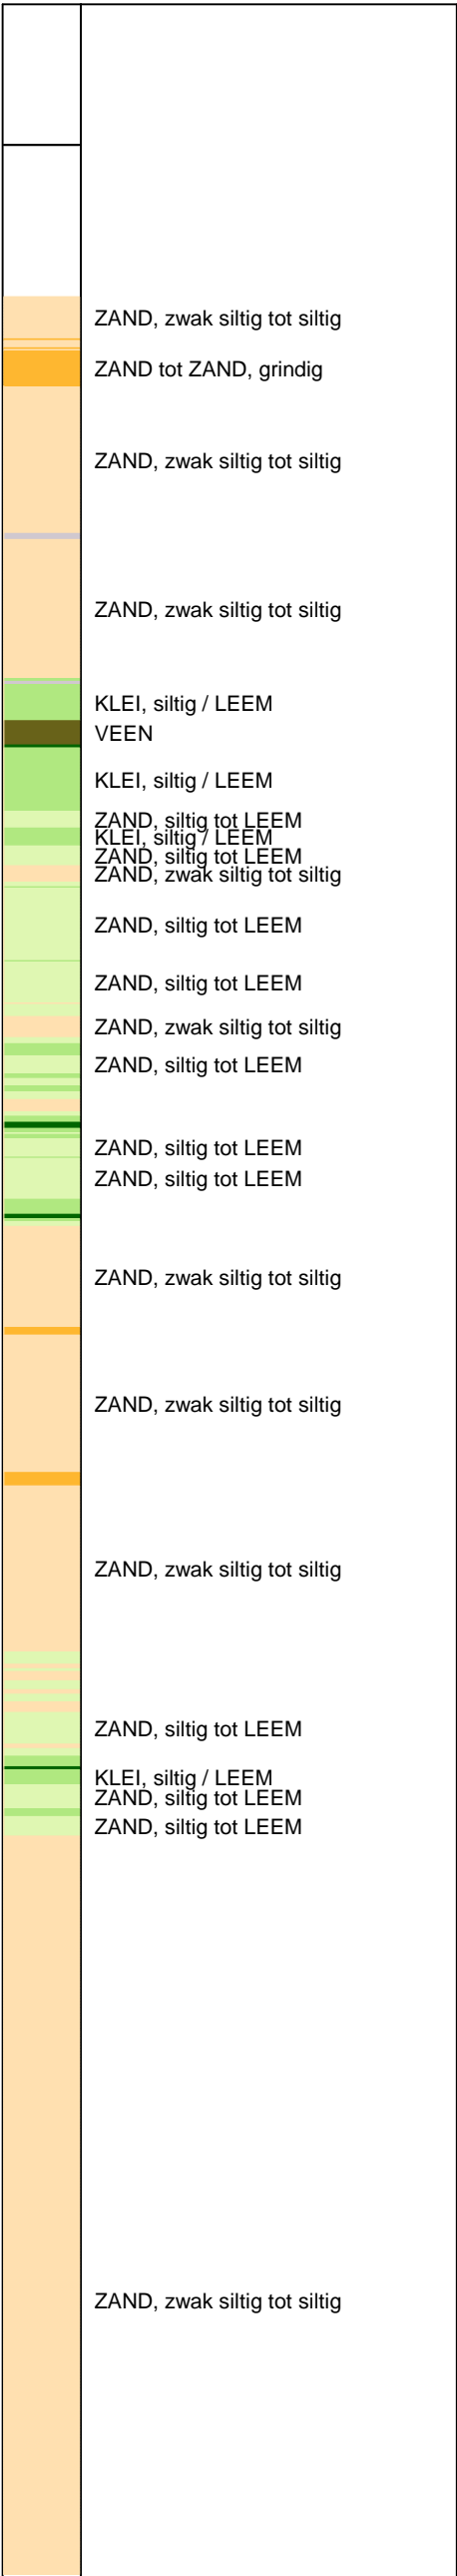 ZAND, zwak siltig tot siltig
ZAND tot ZAND, grindig
ZAND, zwak siltig tot siltig
ZAND, zwak siltig tot siltig
KLEI, siltig / LEEM
VEEN
KLEI, siltig / LEEM
ZAND, siltig tot LEEM
KLEI, siltig / LEEM
ZAND, siltig tot LEEM
ZAND, zwak siltig tot siltig
ZAND, siltig tot LEEM
ZAND, siltig tot LEEM
ZAND, zwak siltig tot siltig
ZAND, siltig tot LEEM
ZAND, siltig tot LEEM
ZAND, siltig tot LEEM
ZAND, zwak siltig tot siltig
ZAND, zwak siltig tot siltig
ZAND, zwak siltig tot siltig
ZAND, siltig tot LEEM
KLEI, siltig / LEEM
ZAND, siltig tot LEEM
ZAND, siltig tot LEEM
ZAND, zwak siltig tot siltig